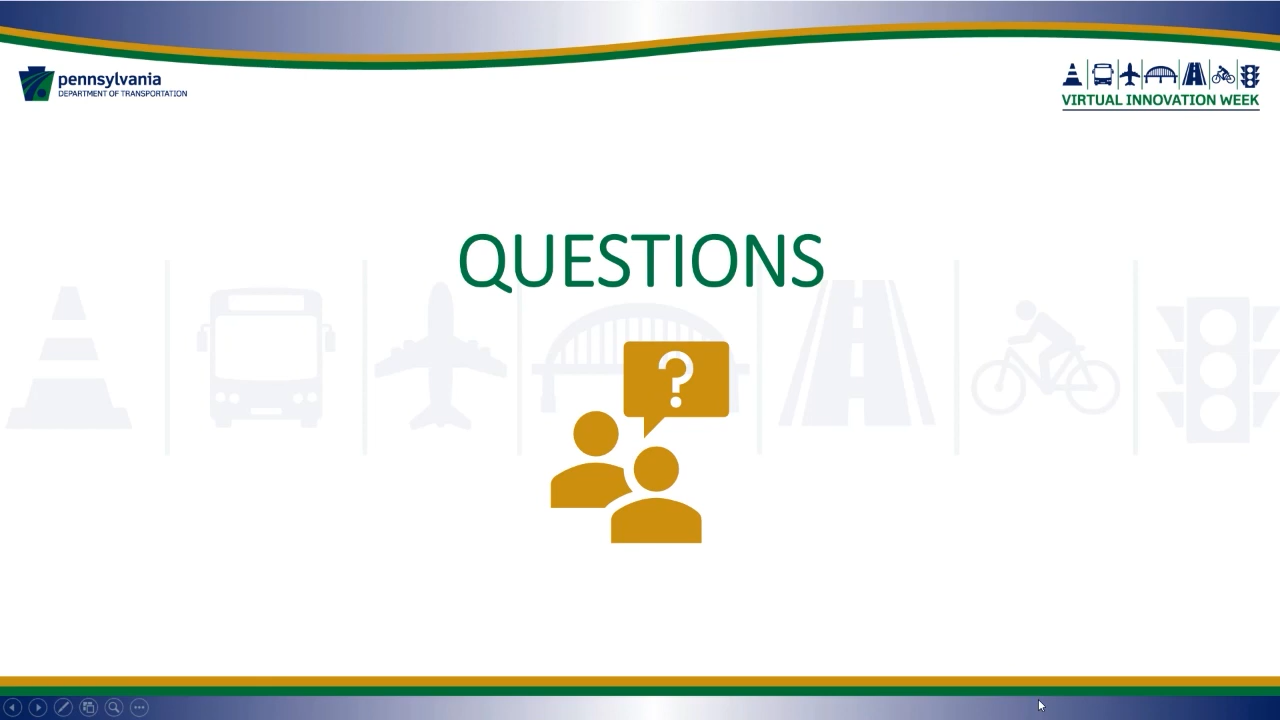 pennsylvania
DEPARTMENT OF TRANSPORTATION
VIRTUAL INNOVATION WEEK
QUESTIONS
?